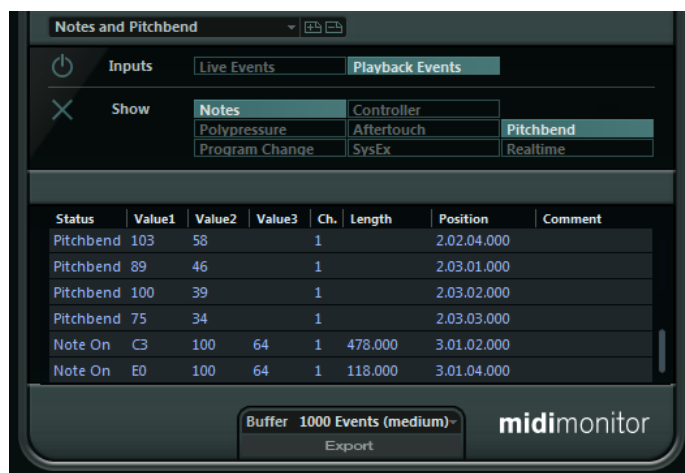 Notes and Pitchbend
Inputs Live Events Playback Events
Show Notes Controller
Polypressure Aftertouch Pitchbend
Program Change SysEx Realtime
Status Value1 Value2 Value3 Ch. Length Position Comment
Pitchbend 103 58 1 2.02.04.000
Pitchbend 89 46 1 2.03.01.000
Pitchbend 100 39 1 2.03.02.000
Pitchbend 75 34 1 2.03.03.000
Note On C3 100 64 1 478.000 3.01.02.000
Note On E0 100 64 1 118.000 3.01.04.000
Buffer 1000 Events (medium)
Export
midimonitor